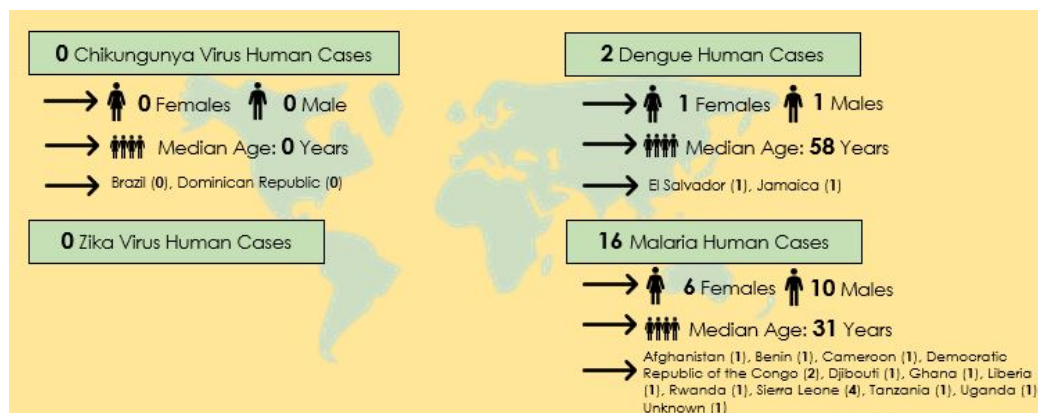 0 Chikungunya Virus Human Cases
0 Females 0 Male
Median Age: 0 Years
Brazil (0), Dominican Republic (0)
0 Zika Virus Human Cases
2 Dengue Human Cases
1 Females 1 Males
Median Age: 58 Years
El Salvador (1), Jamaica (1)
16 Malaria Human Cases
6 Females 10 Males
Median Age: 31 Years
Afghanistan (1), Benin (1), Cameroon (1), Democratic
Republic of the Congo (2), Djibouti (1), Ghana (1), Liberia
(1), Rwanda (1), Sierra Leone (4), Tanzania (1), Uganda (1)
Unknown (1)